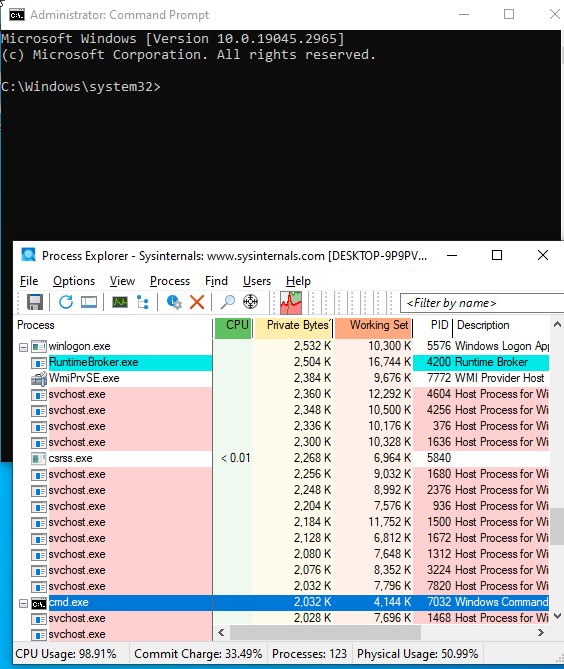 Administrator: Command Prompt
Microsoft Windows [Version 10.0.19045.2965]
(c) Microsoft Corporation. All rights reserved.
C:\Windows\system32>
Process Explorer - Sysinternals: www.sysinternals.com [DESKTOP-9P9PV...
File Options View Process Find Users Help
<Filter by name>
Process CPU Private Bytes Working Set PID Description
winlogon.exe 2,532 K 10,300 K 5576 Windows Logon App
RuntimeBroker.exe 2,504 K 16,744 K 4200 Runtime Broker
WmiPrvSE.exe 2,384 K 9,676 K 7772 WMI Provider Host
svchost.exe 2,360 K 12,292 K 4604 Host Process for Wi
svchost.exe 2,348 K 10,500 K 4256 Host Process for Wi
svchost.exe 2,336 K 10,176 K 376 Host Process for Wi
svchost.exe 2,300 K 10,328 K 1636 Host Process for Wi
csrss.exe < 0.01 2,268 K 6,964 K 5840
svchost.exe 2,256 K 9,032 K 1680 Host Process for Wi
svchost.exe 2,248 K 8,992 K 2376 Host Process for Wi
svchost.exe 2,204 K 7,576 K 936 Host Process for Wi
svchost.exe 2,184 K 11,752 K 1500 Host Process for Wi
svchost.exe 2,128 K 6,812 K 1672 Host Process for Wi
svchost.exe 2,080 K 7,648 K 1312 Host Process for Wi
svchost.exe 2,076 K 8,352 K 3224 Host Process for Wi
svchost.exe 2,032 K 7,796 K 7820 Host Process for Wi
cmd.exe 2,032 K 4,144 K 7032 Windows Command
svchost.exe 2,028 K 7,696 K 1468 Host Process for Wi
CPU Usage: 98.91% Commit Charge: 33.49% Processes: 123 Physical Usage: 50.99%